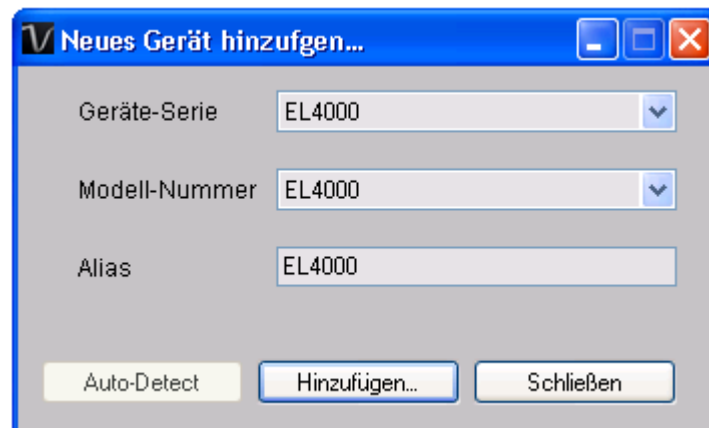 Neues Gerät hinzufgen...
Geräte-Serie EL4000
Modell-Nummer EL4000
Alias EL4000
Auto-Detect Hinzufügen... Schließen